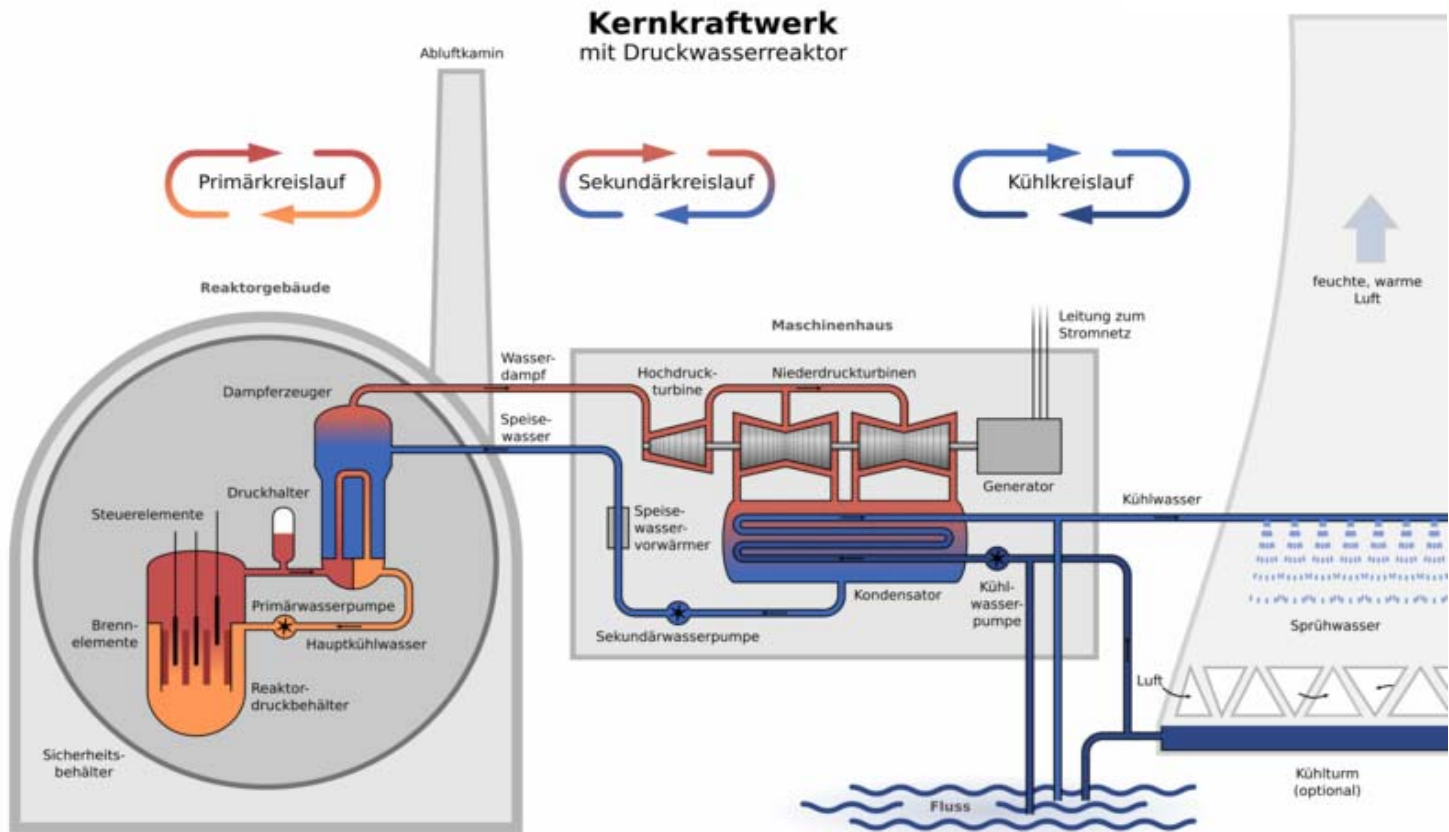 Kernkraftwerk
mit Druckwasserreaktor
Abluftkamin
Primärkreislauf
Sekundärkreislauf
Kühlkreislauf
feuchte, warme
Luft
Reaktorgebäude
Maschinenhaus
Leitung zum
Stromnetz
Wasser-
dampf
Hochdruck-
turbine
Niederdruckturbinen
Dampferzeuger
Speise-
wasser
Generator
Druckhalter
Steuerelemente
Speise-
wasser-
vorwärmer
Kühlwasser
Primärwasserpumpe
Kondensator
Kühl-
wasser-
pumpe
Brenn-
elemente
Hauptkühlwasser
Sekundärwasserpumpe
Sprühwasser
Reaktor-
druckbehälter
Luft
Sicherheits-
behälter
Kühlturm
(optional)
Fluss